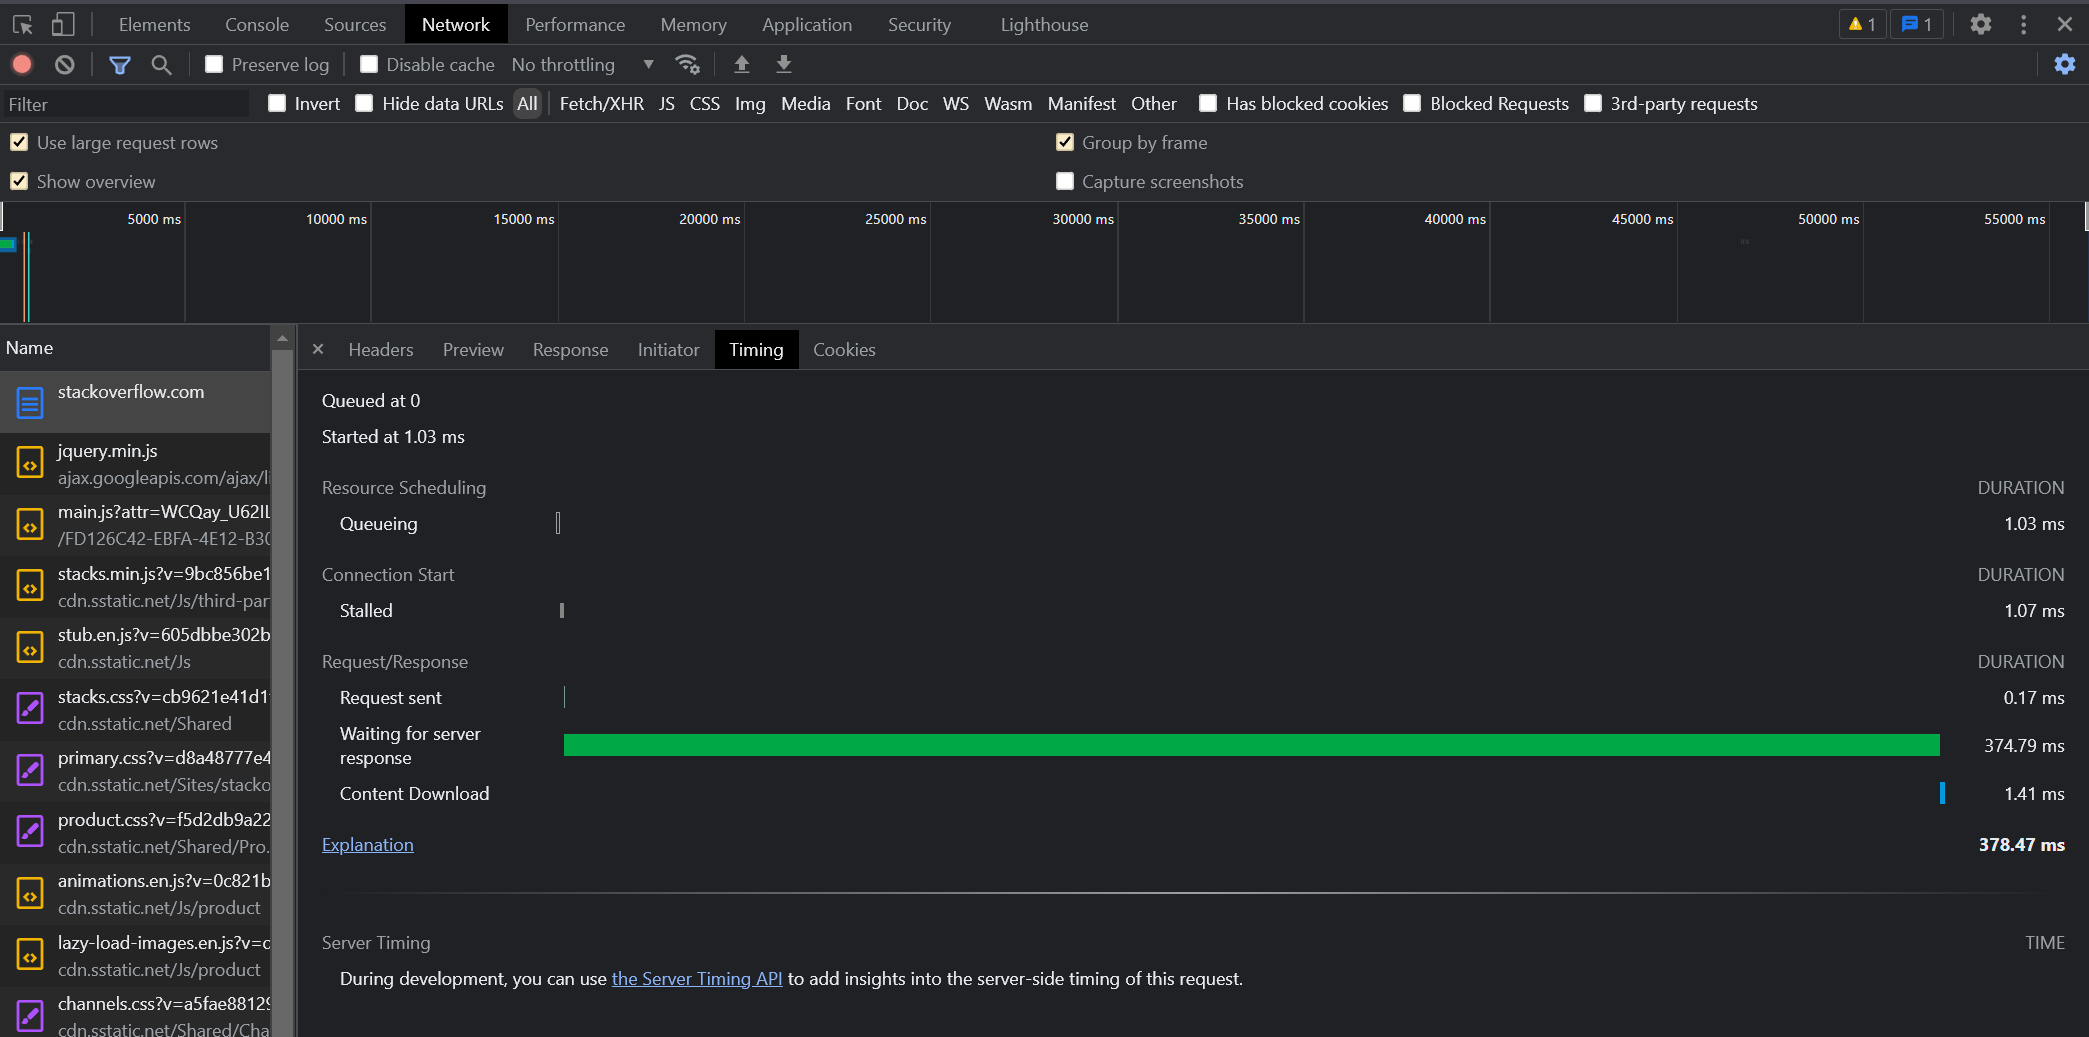 Elements Console Sources Network Performance Memory Application Security Lighthouse 1 1
Preserve log Disable cache No throttling
Filter Invert Hide data URLs All Fetch/XHR JS CSS Img Media Font Doc WS Wasm Manifest Other Has blocked cookies Blocked Requests 3rd-party requests
Use large request rows Group by frame
Show overview Capture screenshots
5000 ms 10000 ms 15000 ms 20000 ms 25000 ms 30000 ms 35000 ms 40000 ms 45000 ms 50000 ms 55000 ms
Name
stackoverflow.com
jquery.min.js
ajax.googleapis.com/ajax/li
main.js?attr=WCQay_U62IL
/FD126C42-EBFA-4E12-B30
stacks.min.js?v=9bc856be1
cdn.sstatic.net/Js/third-par
stub.en.js?v=605dbbe302b
cdn.sstatic.net/Js
stacks.css?v=cb9621e41d1
cdn.sstatic.net/Shared
primary.css?v=d8a48777e4
cdn.sstatic.net/Sites/stacko
product.css?v=f5d2db9a22
cdn.sstatic.net/Shared/Pro.
animations.en.js?v=0c821b
cdn.sstatic.net/Js/product
lazy-load-images.en.js?v=c
cdn.sstatic.net/Js/product
channels.css?v=a5fae88129
cdn.sstatic.net/Shared/Cha
Headers Preview Response Initiator Timing Cookies
Queued at 0
Started at 1.03 ms
Resource Scheduling DURATION
Queueing 1.03 ms
Connection Start DURATION
Stalled 1.07 ms
Request/Response DURATION
Request sent 0.17 ms
Waiting for server
response 374.79 ms
Content Download 1.41 ms
Explanation 378.47 ms
Server Timing TIME
During development, you can use the Server Timing API to add insights into the server-side timing of this request.